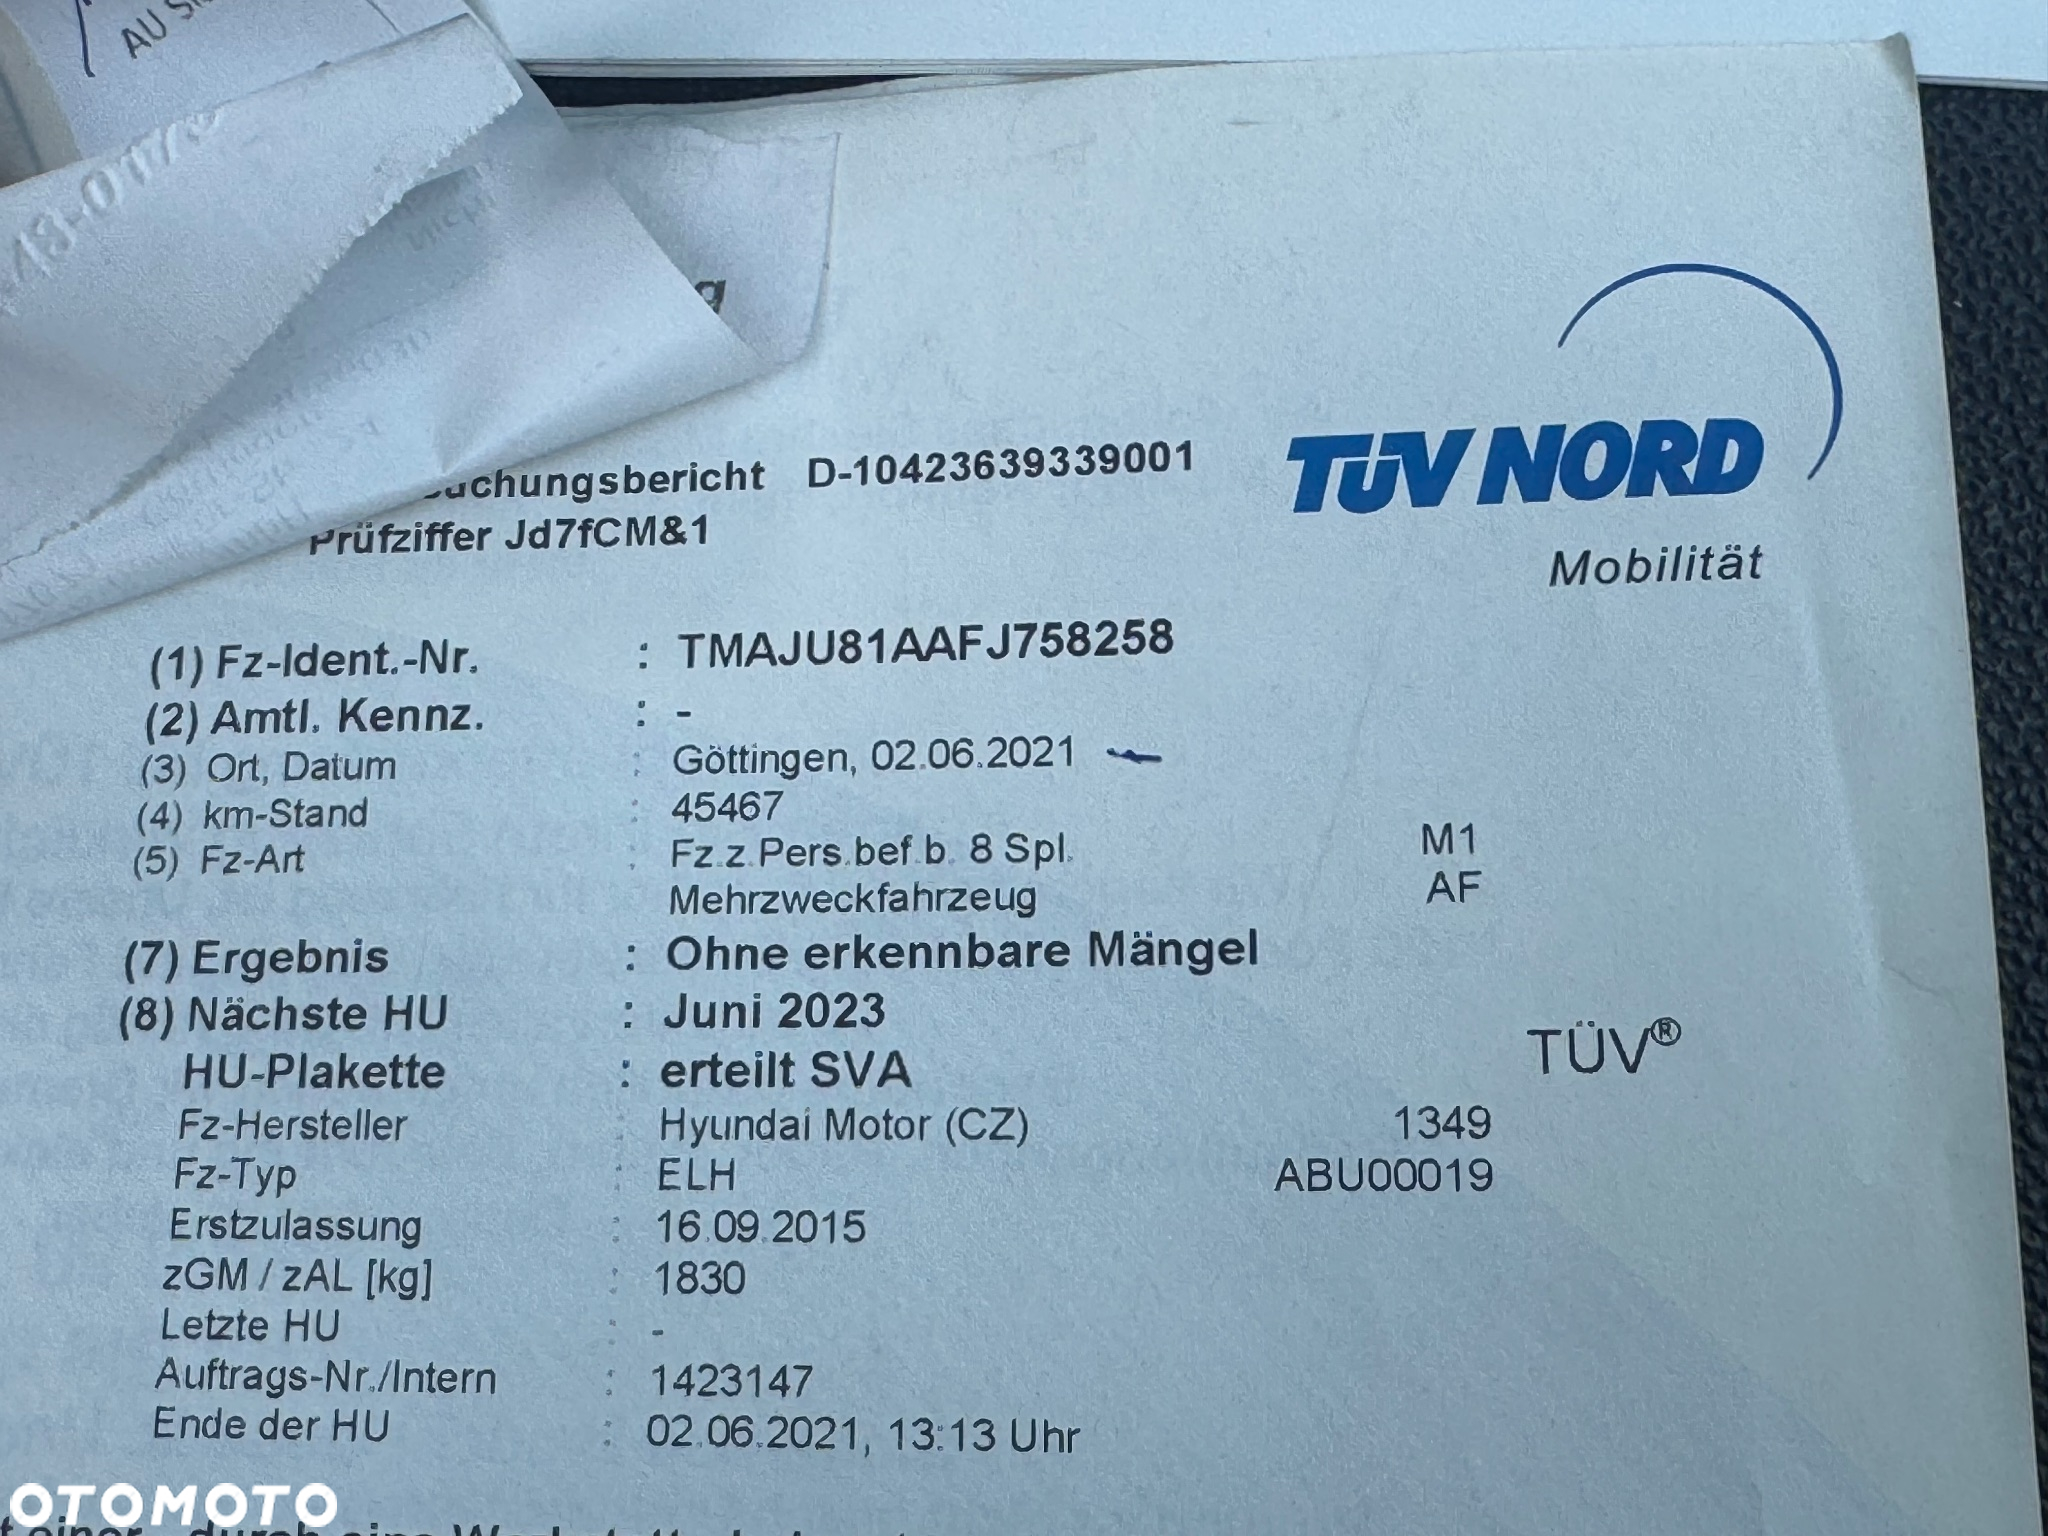 AU
TÜV NORD
Mobilität
uchungsbericht D-10423639339001
Prüfziffer Jd7fCM&1
(1) Fz-Ident.-Nr. : TMAJU81AAFJ758258
(2) Amtl. Kennz. : -
(3) Ort, Datum : Göttingen, 02.06.2021
(4) km-Stand : 45467
(5) Fz-Art : Fz.z.Pers.bef.b. 8 Spl. M1
Mehrzweckfahrzeug AF
(7) Ergebnis : Ohne erkennbare Mängel
(8) Nächste HU : Juni 2023
HU-Plakette : erteilt SVA
TÜV®
Fz-Hersteller : Hyundai Motor (CZ) 1349
Fz-Typ : ELH ABU00019
Erstzulassung : 16.09.2015
zGM / zAL [kg] : 1830
Letzte HU : -
Auftrags-Nr./Intern : 1423147
Ende der HU : 02.06.2021, 13:13 Uhr
OTOMOTO